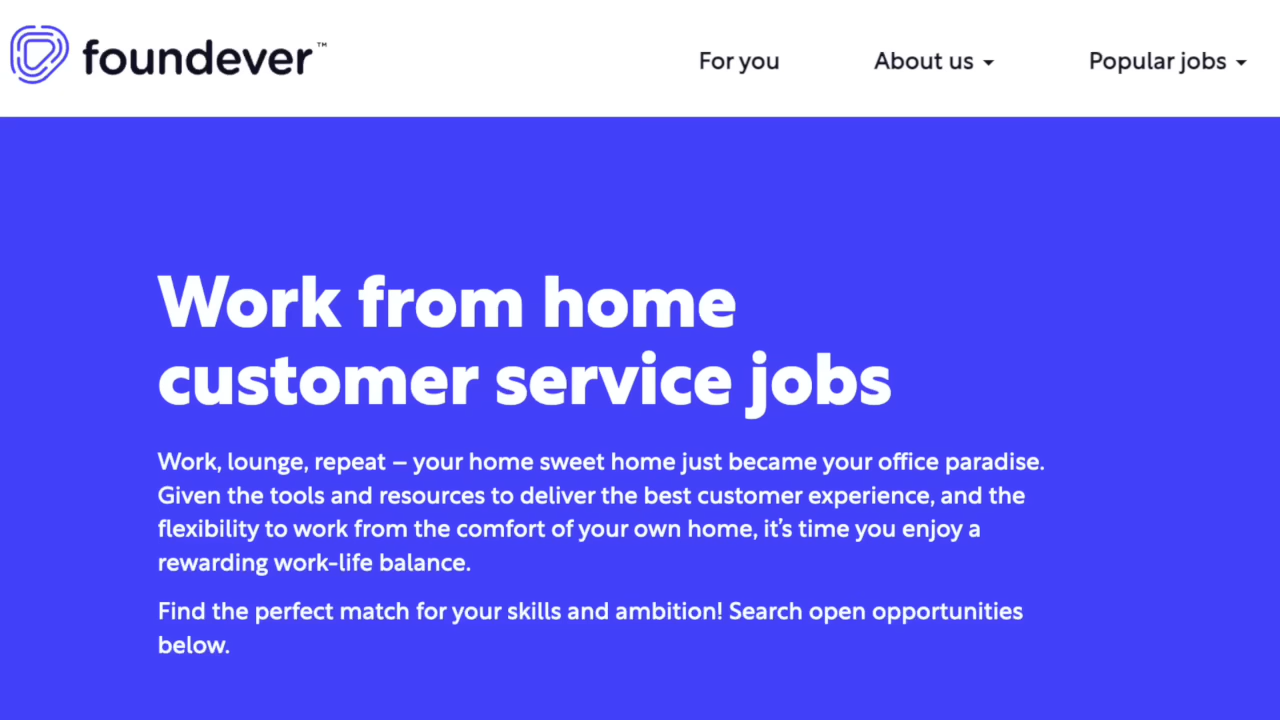 foundever™
For you
About us
Popular jobs
Work from home
customer service jobs
Work, lounge, repeat – your home sweet home just became your office paradise.
Given the tools and resources to deliver the best customer experience, and the
flexibility to work from the comfort of your own home, it’s time you enjoy a
rewarding work-life balance.
Find the perfect match for your skills and ambition! Search open opportunities
below.